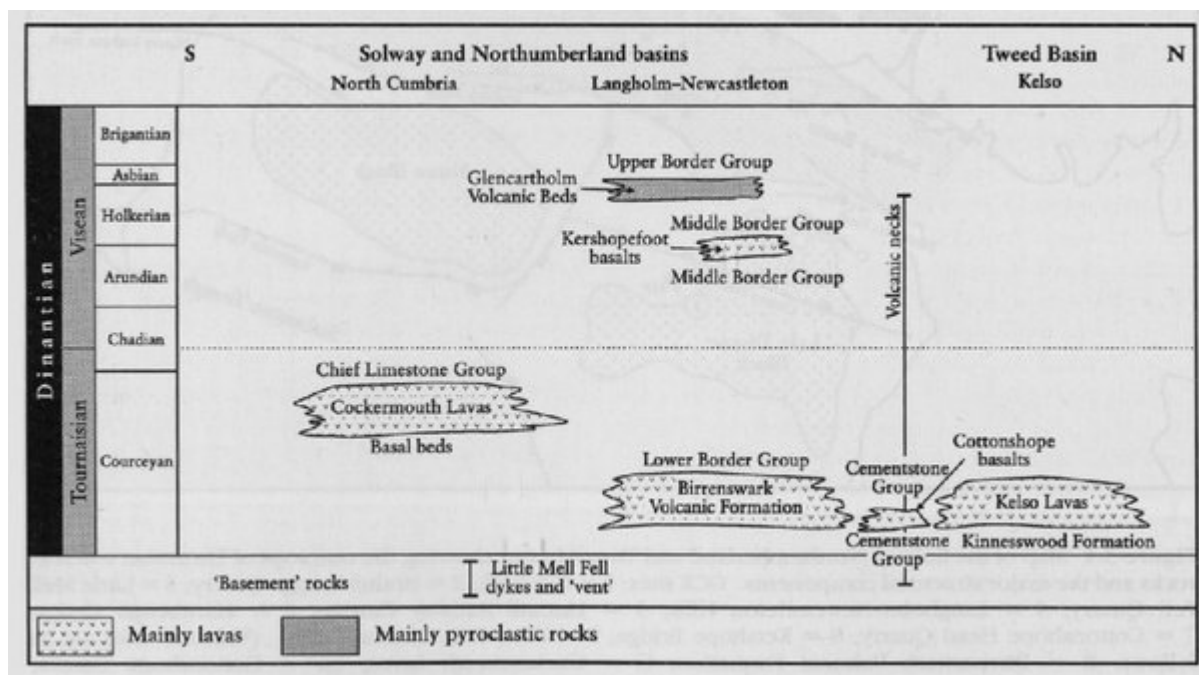 S
Solway and Northumberland basins
Tweed Basin
N
North Cumbria
Langholm–Newcastleton
Kelso
Dinantian
Visean
Tournaisian
Brigantian
Asbian
Holkerian
Arundian
Chadian
Courceyan
Upper Border Group
Glencartholm
Volcanic Beds
Middle Border Group
Kershopefoot
basalts
Middle Border Group
Volcanic necks
Chief Limestone Group
Cockermouth Lavas
Basal beds
Lower Border Group
Birrenswark
Volcanic Formation
Cementstone
Group
Cottonshope
basalts
Kelso Lavas
Cementstone
Group
Kinnesswood Formation
'Basement' rocks
Little Mell Fell
dykes and 'vent'
Mainly lavas
Mainly pyroclastic rocks